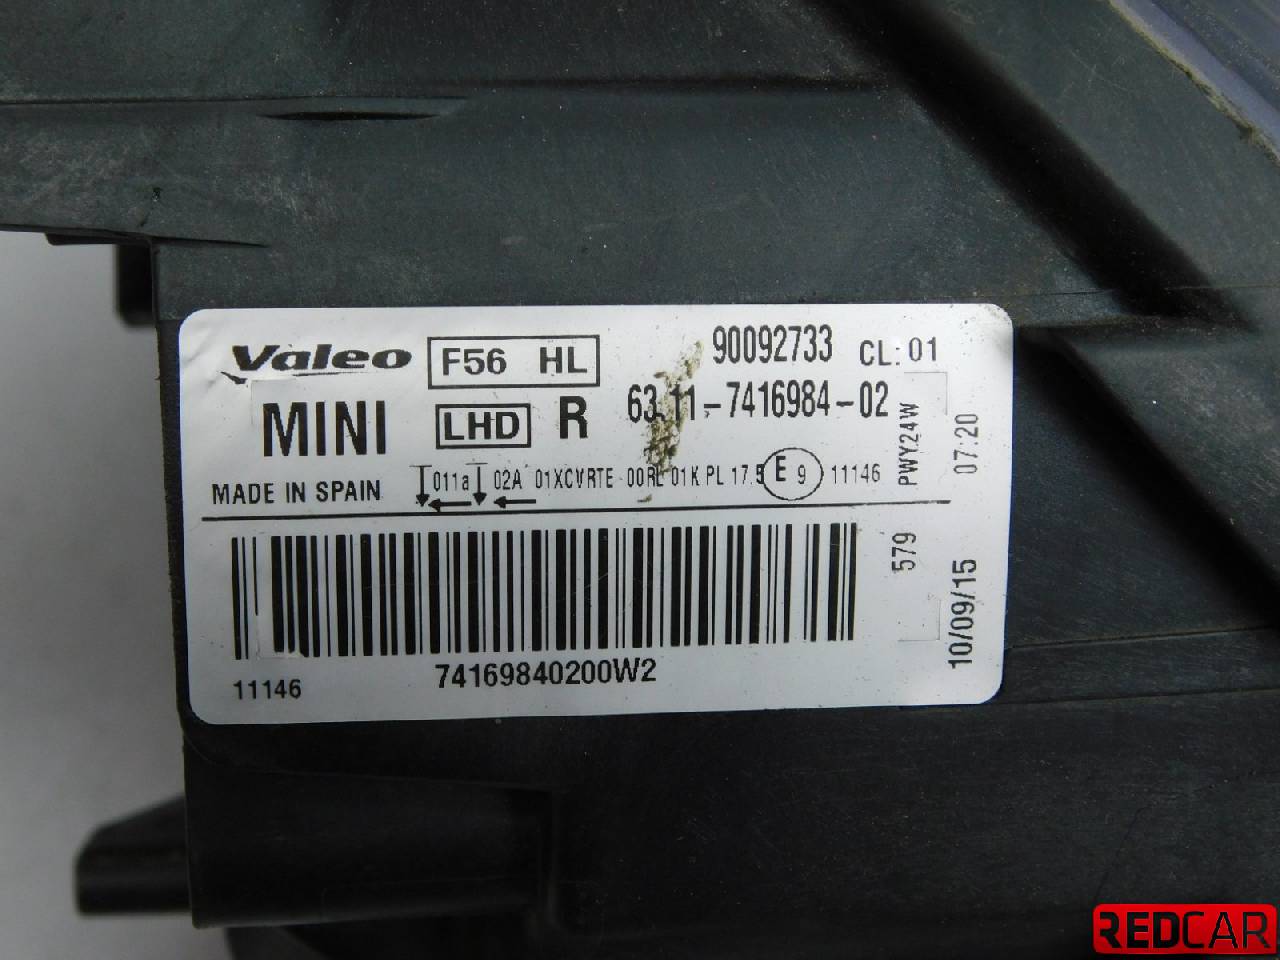 Valeo F56 HL 90092733 CL: 01
MINI LHD R 63.11-7416984-02
MADE IN SPAIN 011a 02A 01XCVRTE 00RL 01K PL 17.5 E 9 11146
PWY24W
07:20
579
10/09/15
11146 74169840200W2
REDCAR